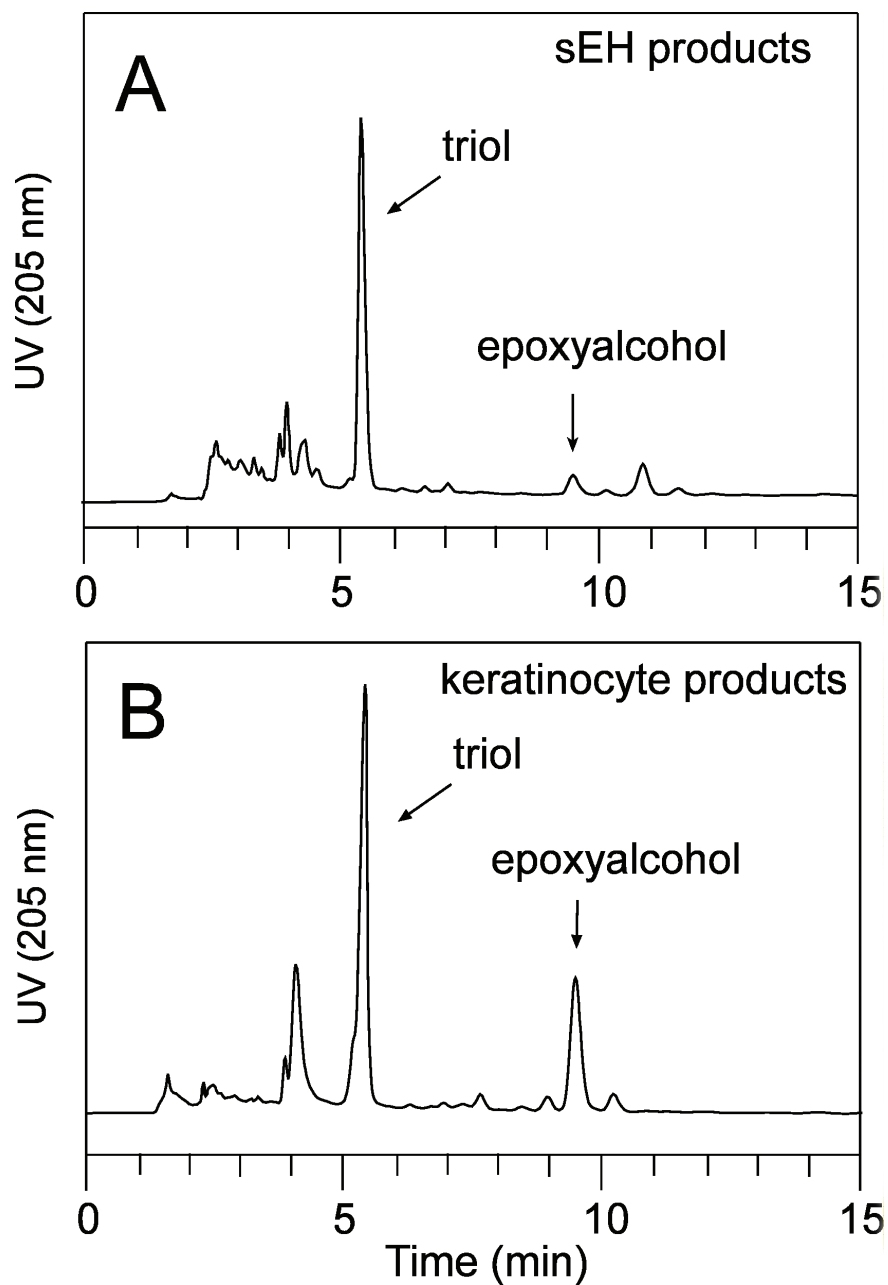 A
sEH products
triol
epoxyalcohol
UV (205 nm)
0 5 10 15
B
keratinocyte products
triol
epoxyalcohol
UV (205 nm)
0 5 10 15
Time (min)